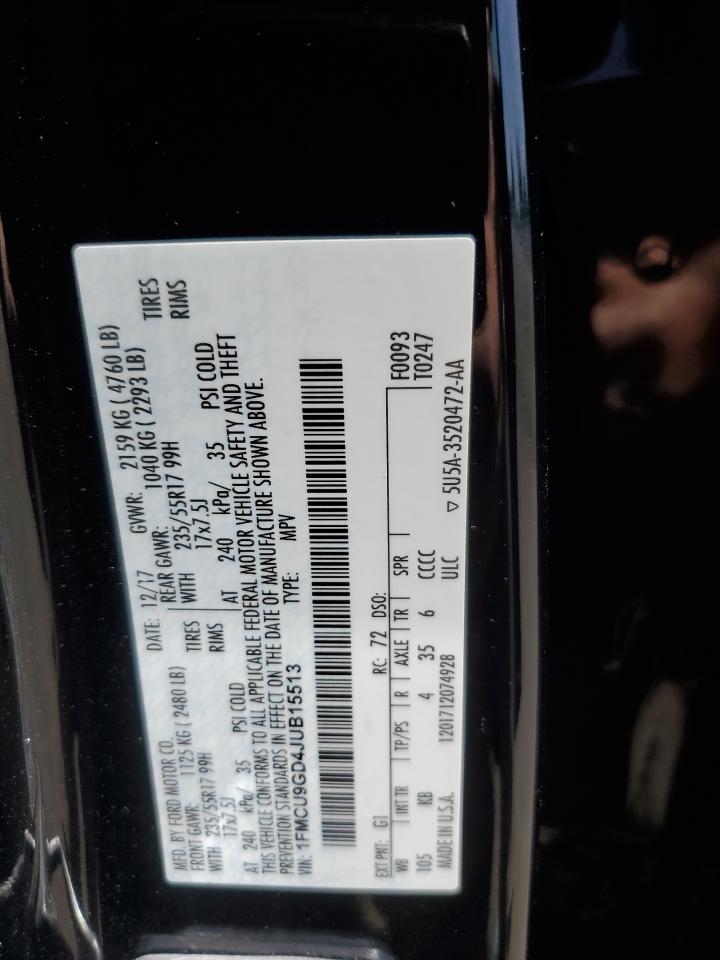 MFD. BY FORD MOTOR CO.
DATE: 12/17 GVWR: 2159 KG ( 4760 LB)
FRONT GAWR: 1125 KG ( 2480 LB) REAR GAWR: 1040 KG ( 2293 LB)
WITH 235/55R17 99H TIRES WITH 235/55R17 99H TIRES
17x7.5J RIMS 17x7.5J RIMS
AT 240 kPa/ 35 PSI COLD AT 240 kPa/ 35 PSI COLD
THIS VEHICLE CONFORMS TO ALL APPLICABLE FEDERAL MOTOR VEHICLE SAFETY AND THEFT
PREVENTION STANDARDS IN EFFECT ON THE DATE OF MANUFACTURE SHOWN ABOVE.
VIN: 1FMCU9GD4JUB15513 TYPE: MPV
EXT PNT: G1 RC: 72 DSO:
WB INT TR TP/PS R AXLE TR SPR F0093
105 KB 4 35 6 CCCC T0247
MADE IN U.S.A. 1201712074928 ULC ▽ 5U5A-3520472-AA